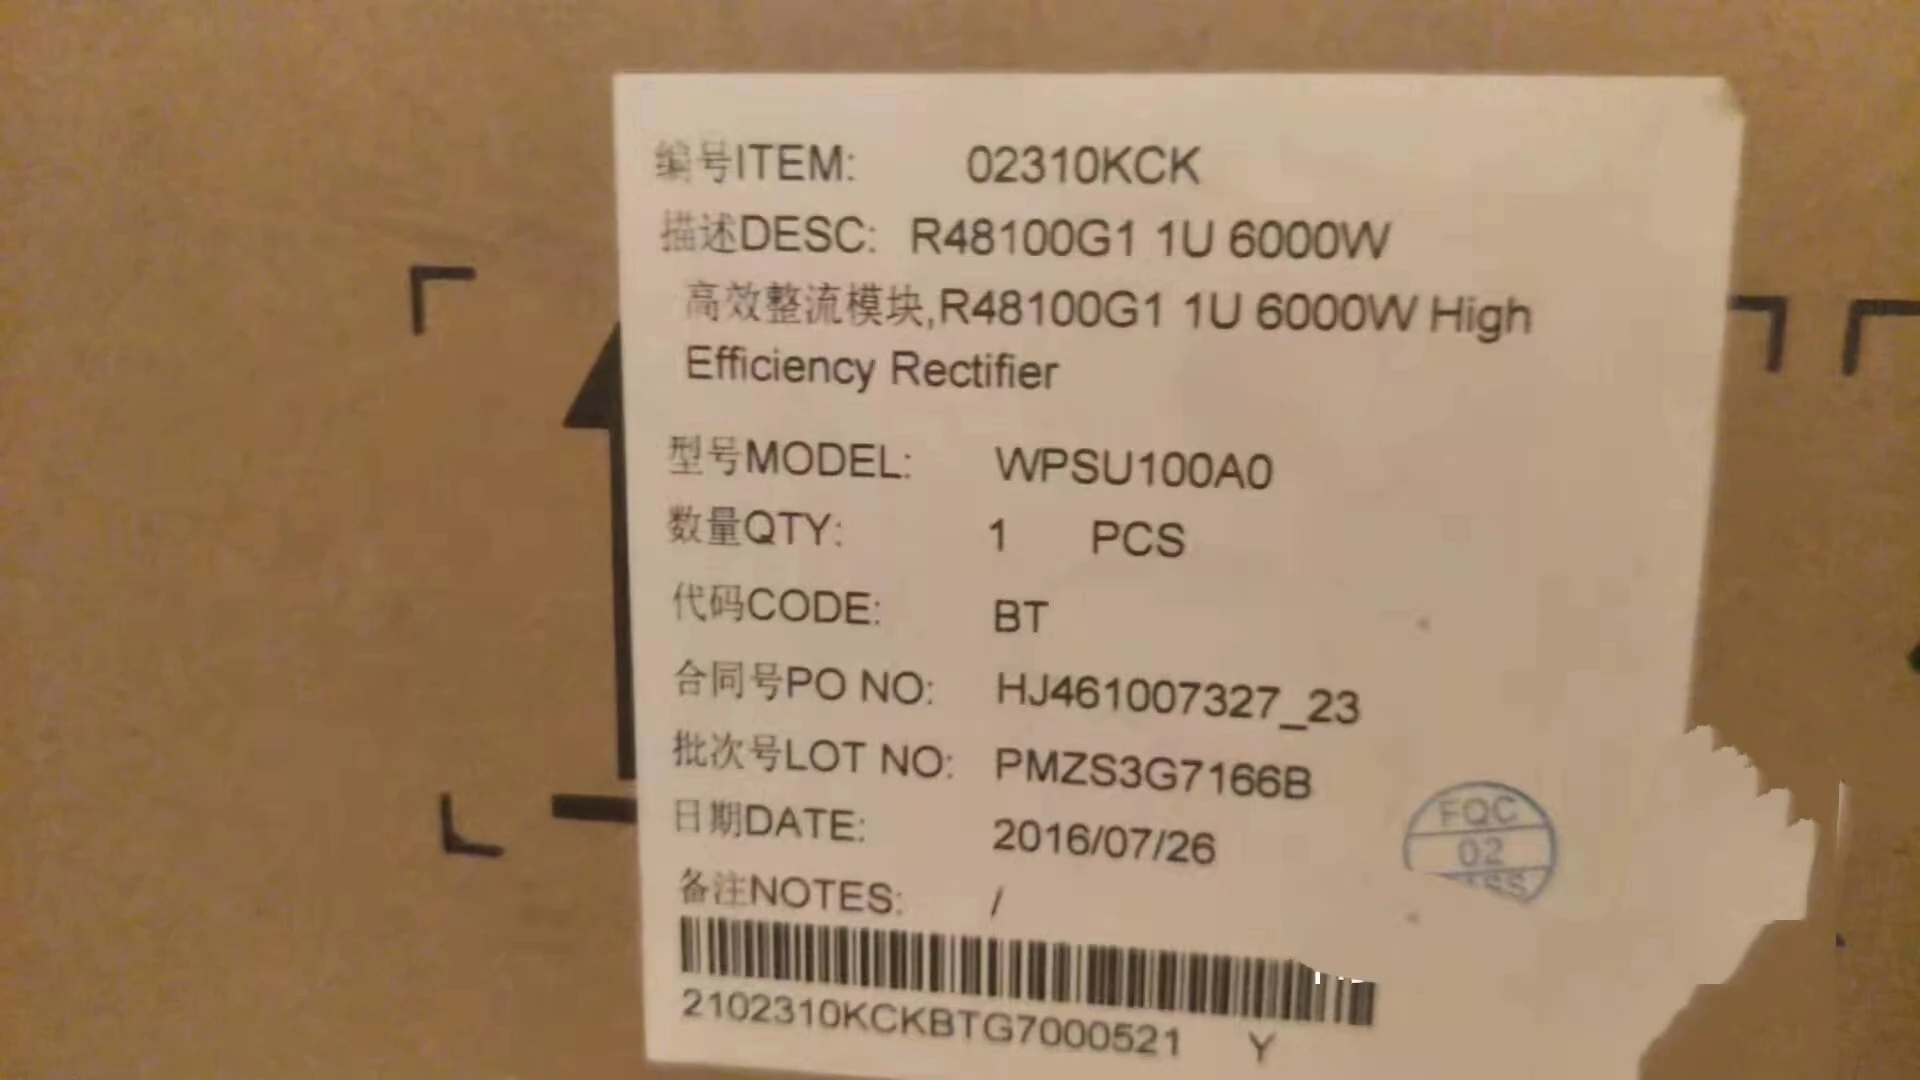 编号ITEM: 02310KCK
描述DESC: R48100G1 1U 6000W
高效整流模块,R48100G1 1U 6000W High
Efficiency Rectifier
型号MODEL: WPSU100A0
数量QTY: 1 PCS
代码CODE: BT
合同号PO NO: HJ461007327_23
批次号LOT NO: PMZS3G7166B
日期DATE: 2016/07/26
备注NOTES: /
FQC
02
2102310KCKBTG7000521 Y